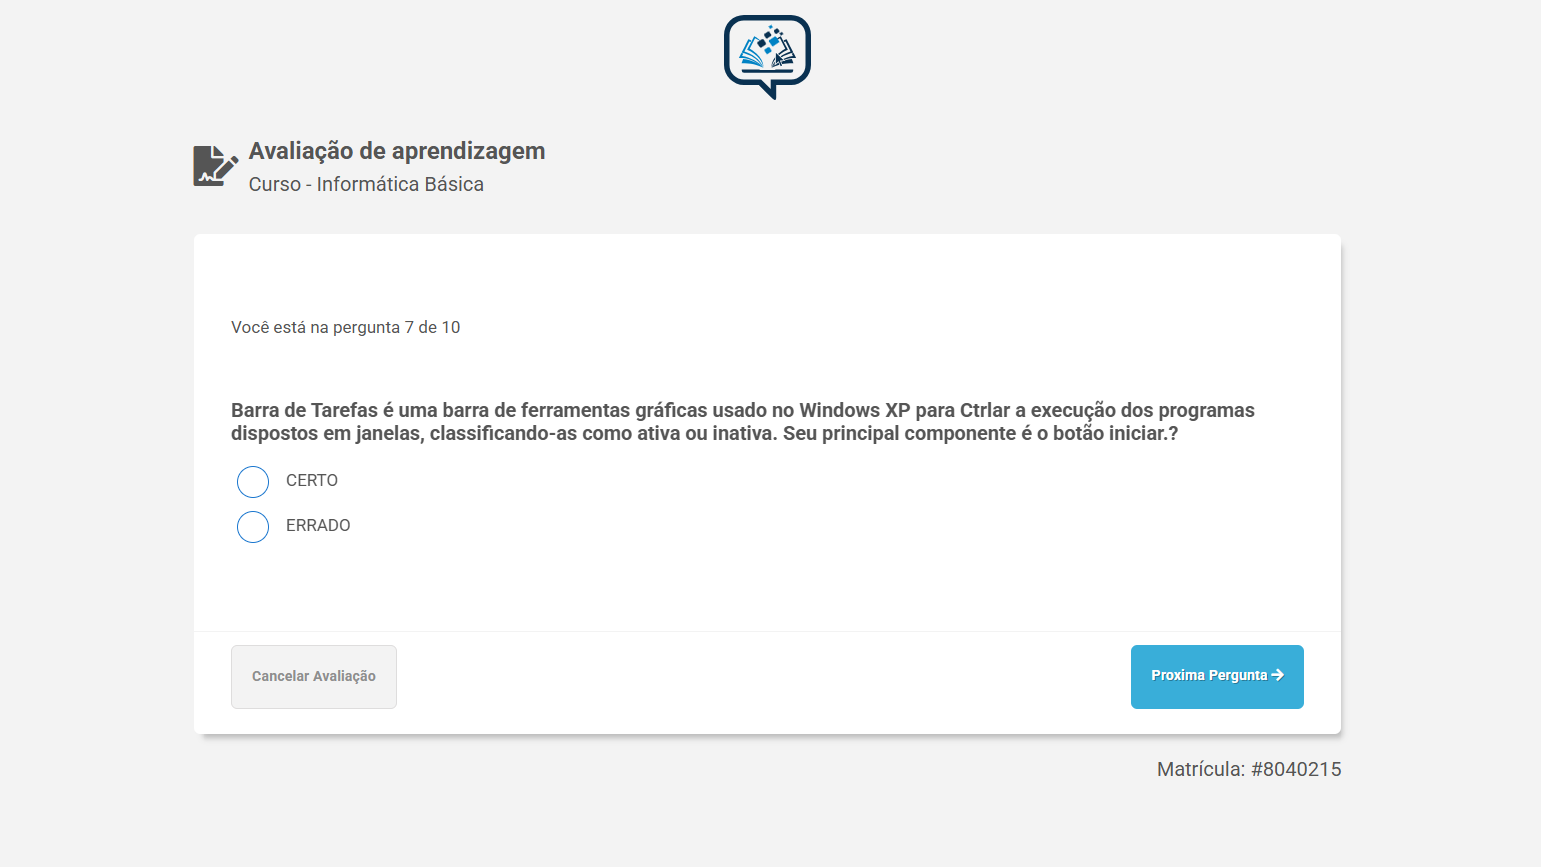 Avaliação de aprendizagem
Curso - Informática Básica
Você está na pergunta 7 de 10
Barra de Tarefas é uma barra de ferramentas gráficas usado no Windows XP para Ctrlar a execução dos programas
dispostos em janelas, classificando-as como ativa ou inativa. Seu principal componente é o botão iniciar.?
CERTO
ERRADO
Cancelar Avaliação
Proxima Pergunta
Matrícula: #8040215